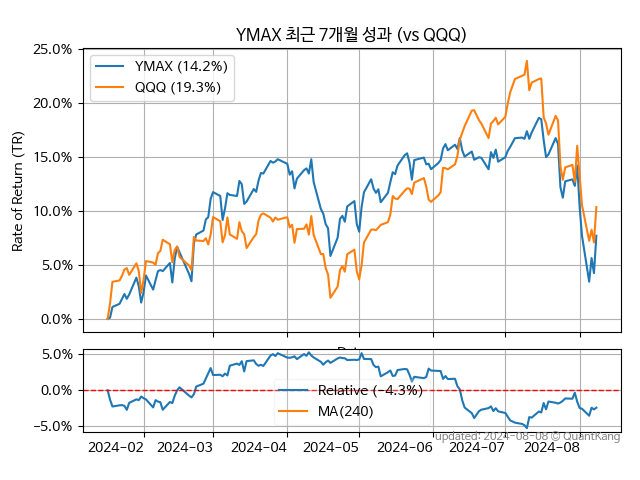 YMAX 최근 7개월 성과 (vs QQQ)
25.0%
20.0%
15.0%
10.0%
5.0%
0.0%
Rate of Return (TR)
YMAX (14.2%)
QQQ (19.3%)
5.0%
0.0%
−5.0%
Relative (−4.3%)
MA(240)
updated: 2024-08-08 © QuantKang
2024−02 2024−03 2024−04 2024−05 2024−06 2024−07 2024−08